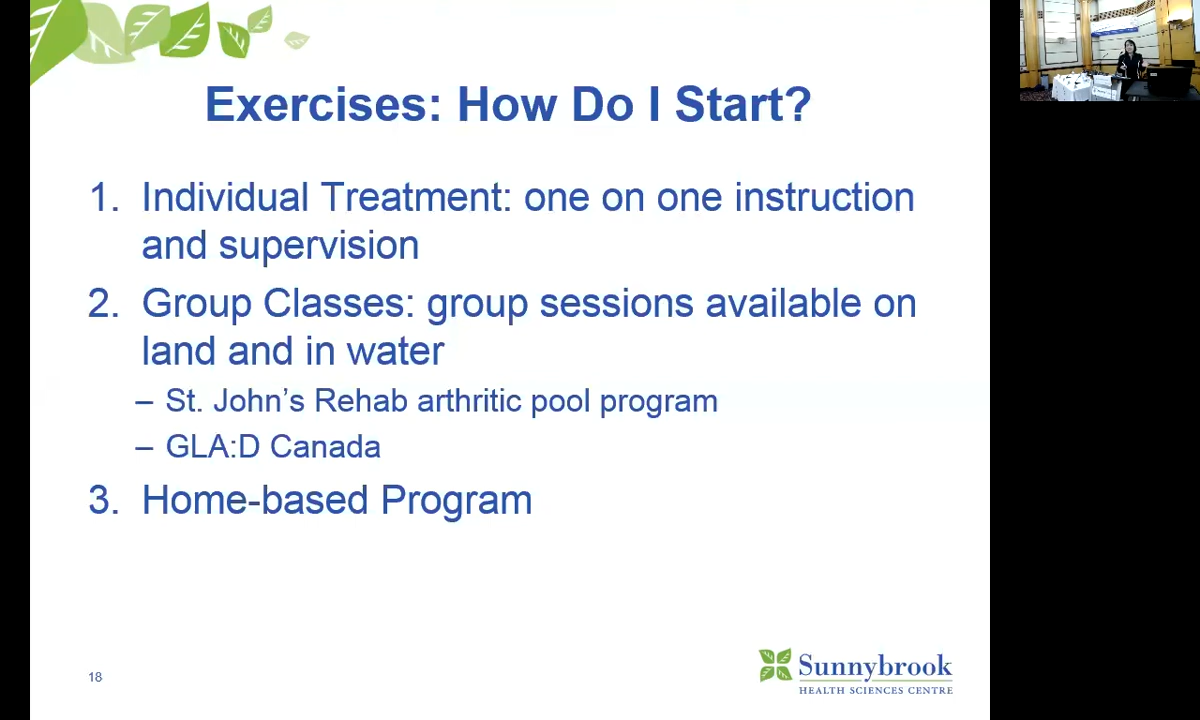 Exercises: How Do I Start?
1. Individual Treatment: one on one instruction
and supervision
2. Group Classes: group sessions available on
land and in water
– St. John’s Rehab arthritic pool program
– GLA:D Canada
3. Home-based Program
18
Sunnybrook
HEALTH SCIENCES CENTRE